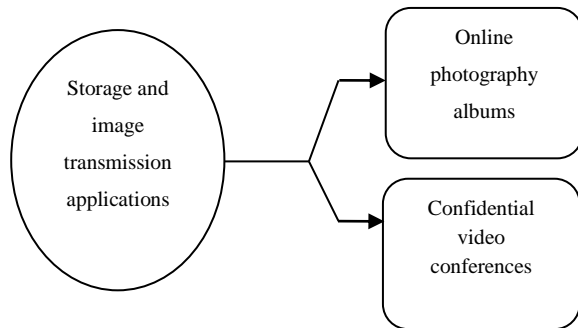 Storage and
image
transmission
applications
Online
photography
albums
Confidential
video
conferences